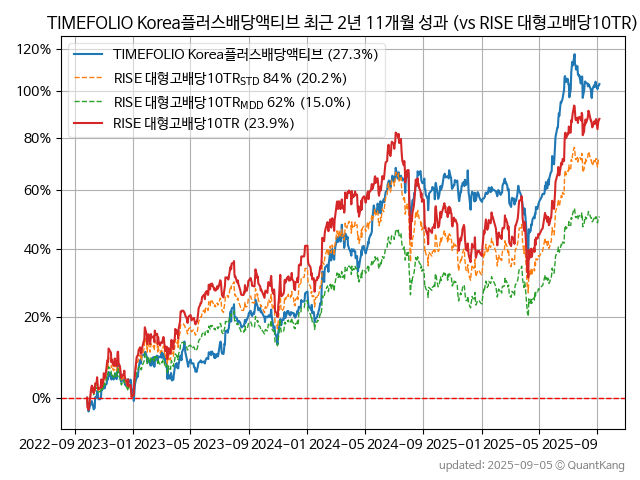 TIMEFOLIO Korea플러스배당액티브 최근 2년 11개월 성과 (vs RISE 대형고배당10TR)
TIMEFOLIO Korea플러스배당액티브 (27.3%)
RISE 대형고배당10TRSTD 84% (20.2%)
RISE 대형고배당10TRMDD 62% (15.0%)
RISE 대형고배당10TR (23.9%)
120%
100%
80%
60%
40%
20%
0%
2022-09 2023-01 2023-05 2023-09 2024-01 2024-05 2024-09 2025-01 2025-05 2025-09
updated: 2025-09-05 © QuantKang